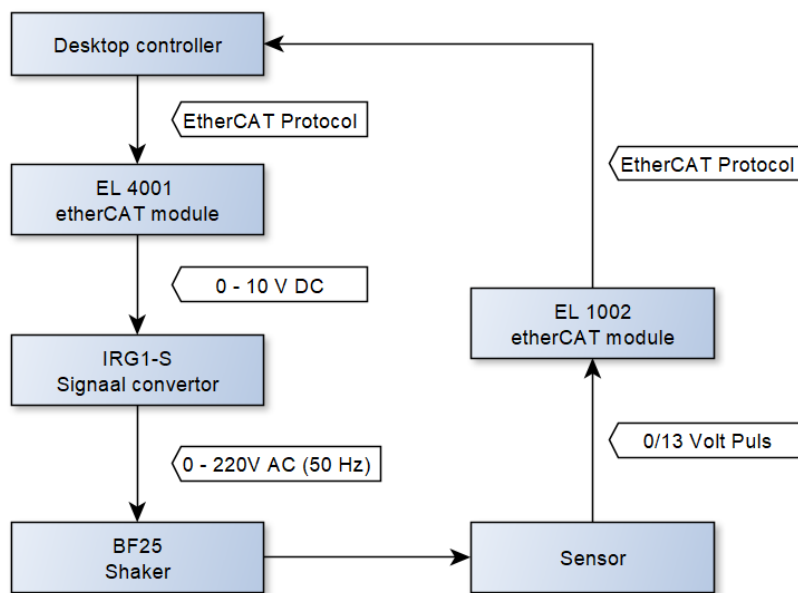 Desktop controller
EtherCAT Protocol
EL 4001
etherCAT module
0 - 10 V DC
IRG1-S
Signaal convertor
0 - 220V AC (50 Hz)
BF25
Shaker
Sensor
0/13 Volt Puls
EL 1002
etherCAT module
EtherCAT Protocol